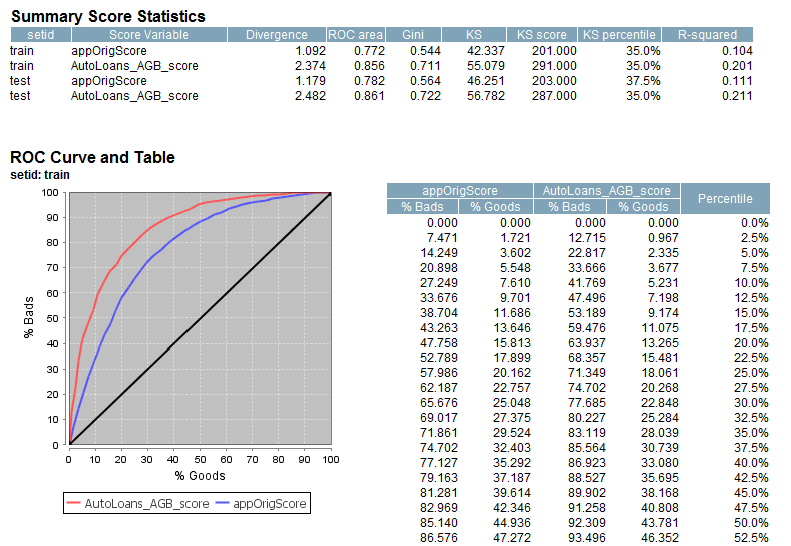 Summary Score Statistics
setid Score Variable Divergence ROC area Gini KS KS score KS percentile R-squared
train appOrigScore 1.092 0.772 0.544 42.337 201.000 35.0% 0.104
train AutoLoans_AGB_score 2.374 0.856 0.711 55.079 291.000 35.0% 0.201
test appOrigScore 1.179 0.782 0.564 46.251 203.000 37.5% 0.111
test AutoLoans_AGB_score 2.482 0.861 0.722 56.782 287.000 35.0% 0.211
ROC Curve and Table
setid: train
100
90
80
70
60
50
40
30
20
10
0
% Bads
0 10 20 30 40 50 60 70 80 90 100
% Goods
AutoLoans_AGB_score appOrigScore
appOrigScore AutoLoans_AGB_score Percentile
% Bads % Goods % Bads % Goods
0.000 0.000 0.000 0.000 0.0%
7.471 1.721 12.715 0.967 2.5%
14.249 3.602 22.817 2.335 5.0%
20.898 5.548 33.666 3.677 7.5%
27.249 7.610 41.769 5.231 10.0%
33.676 9.701 47.496 7.198 12.5%
38.704 11.686 53.189 9.174 15.0%
43.263 13.646 59.476 11.075 17.5%
47.758 15.813 63.937 13.265 20.0%
52.789 17.899 68.357 15.481 22.5%
57.986 20.162 71.349 18.061 25.0%
62.187 22.757 74.702 20.268 27.5%
65.676 25.048 77.685 22.848 30.0%
69.017 27.375 80.227 25.284 32.5%
71.861 29.524 83.119 28.039 35.0%
74.702 32.403 85.564 30.739 37.5%
77.127 35.292 86.923 33.080 40.0%
79.163 37.187 88.527 35.695 42.5%
81.281 39.614 89.902 38.168 45.0%
82.969 42.346 91.258 40.808 47.5%
85.140 44.936 92.309 43.781 50.0%
86.576 47.272 93.496 46.352 52.5%